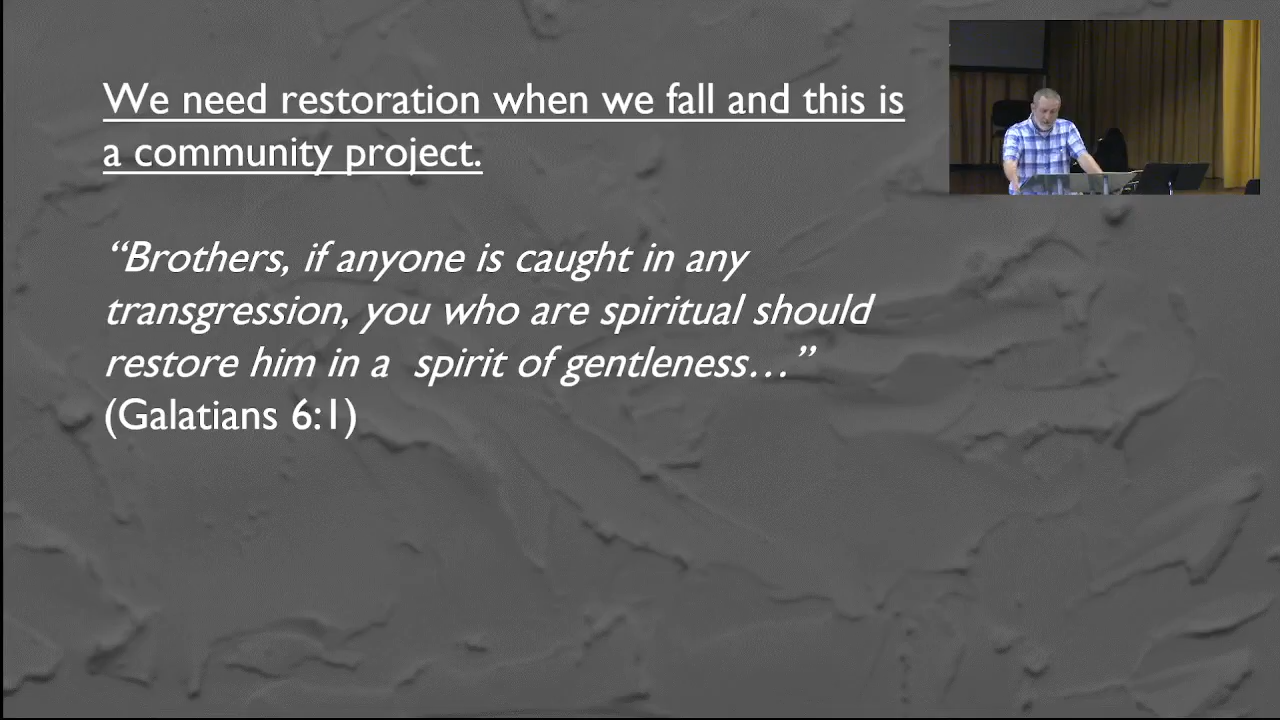 We need restoration when we fall and this is
a community project.
“Brothers, if anyone is caught in any
transgression, you who are spiritual should
restore him in a  spirit of gentleness…”
(Galatians 6:1)